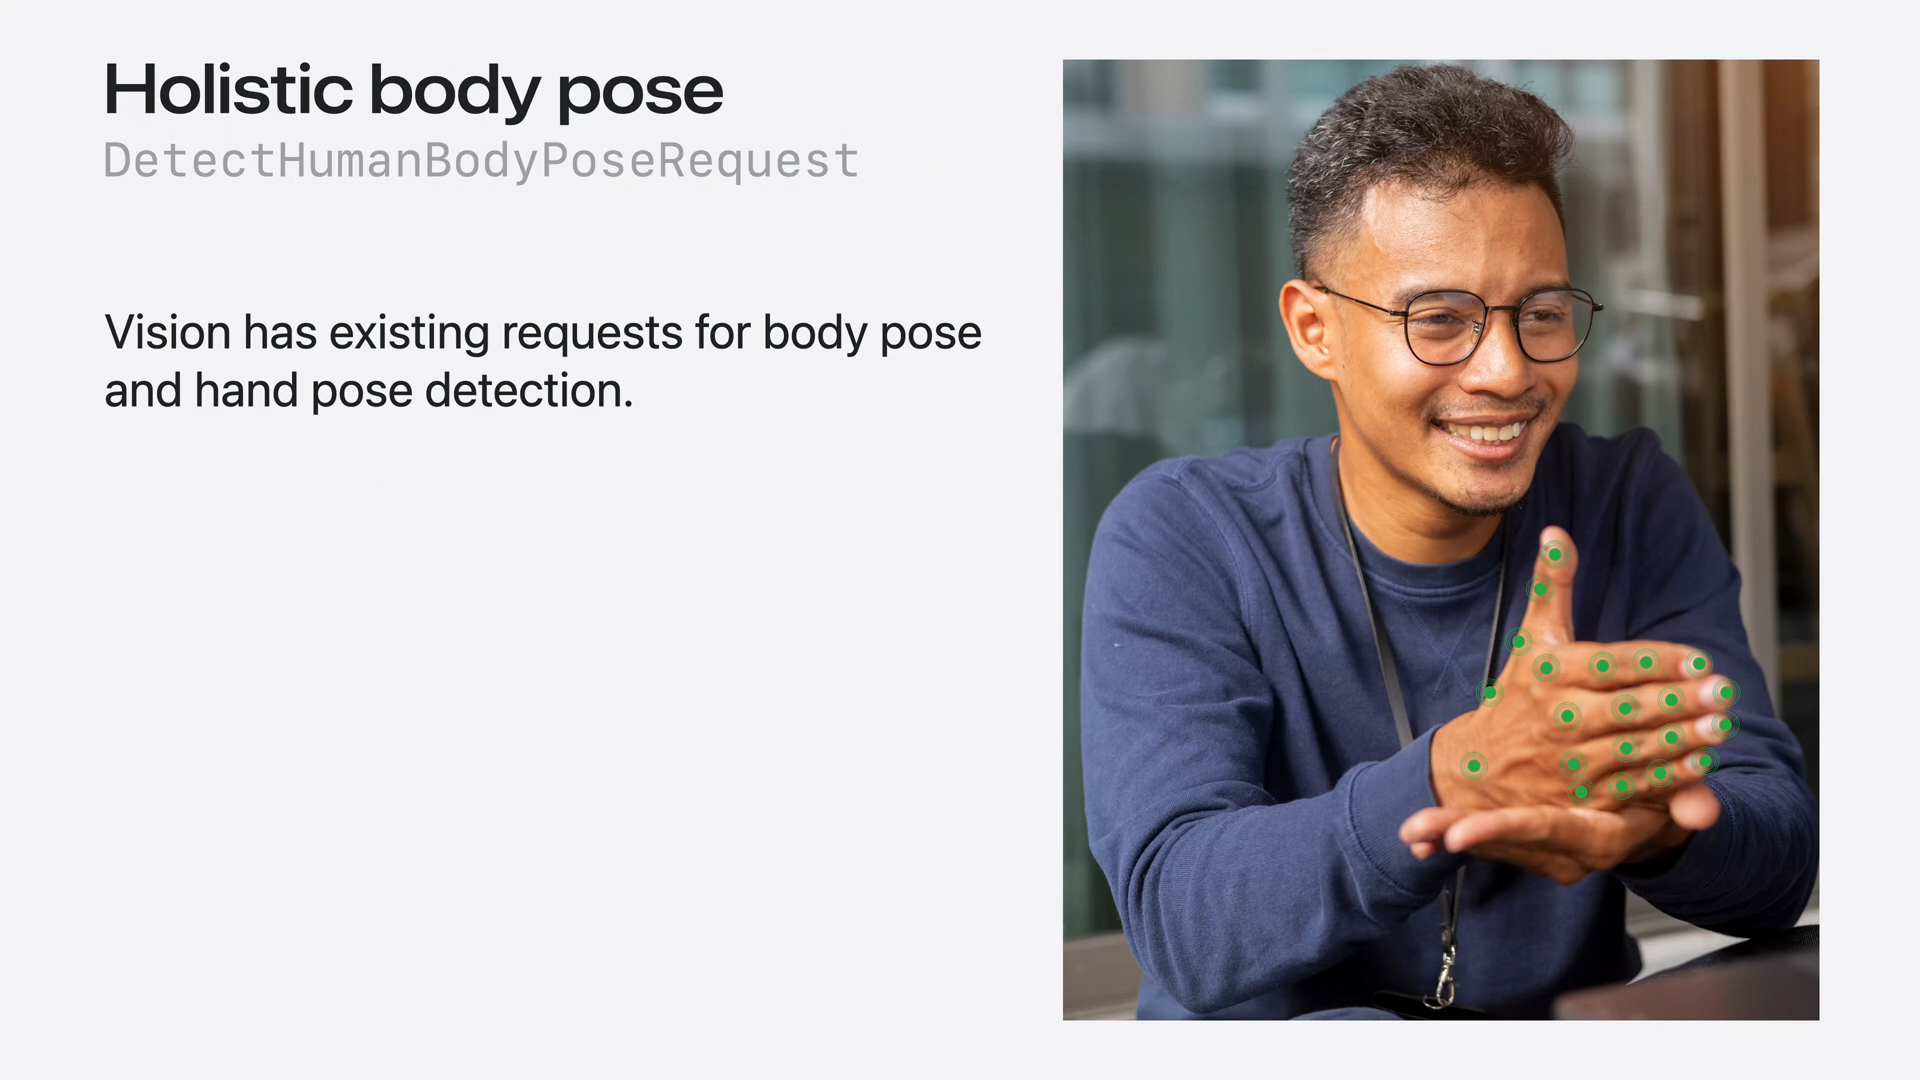 Holistic body pose
DetectHumanBodyPoseRequest
Vision has existing requests for body pose
and hand pose detection.